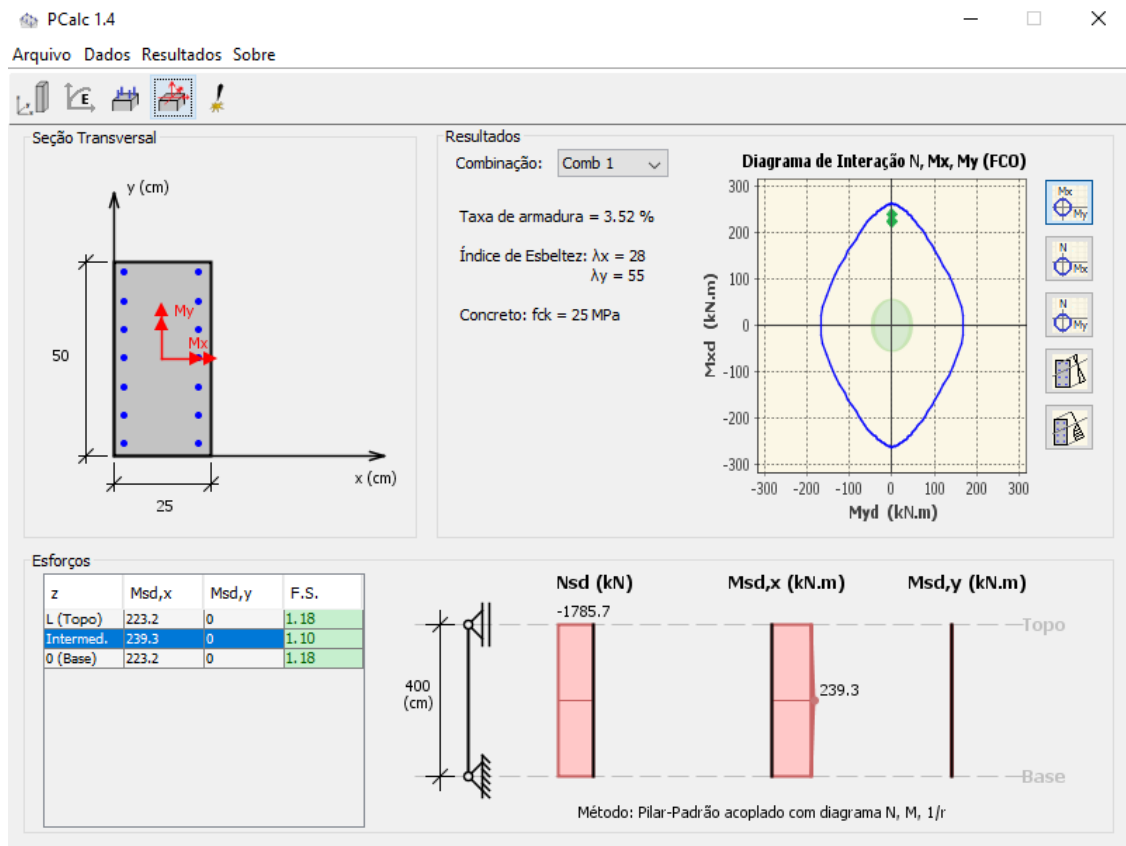 PCalc 1.4
Arquivo Dados Resultados Sobre
E
Seção Transversal
y (cm)
My
Mx
50
x (cm)
25
Resultados
Combinação: Comb 1
Taxa de armadura = 3.52 %
Índice de Esbeltez: λx = 28
λy = 55
Concreto: fck = 25 MPa
Diagrama de Interação N, Mx, My (FCO)
Mxd (kN.m)
300
200
100
0
-100
-200
-300
-300 -200 -100 0 100 200 300
Myd (kN.m)
Mx
My
N
Mx
N
My
Esforços
z Msd,x Msd,y F.S.
L (Topo) 223.2 0 1.18
Intermed. 239.3 0 1.10
0 (Base) 223.2 0 1.18
400
(cm)
Nsd (kN) Msd,x (kN.m) Msd,y (kN.m)
-1785.7
Topo
239.3
Base
Método: Pilar-Padrão acoplado com diagrama N, M, 1/r